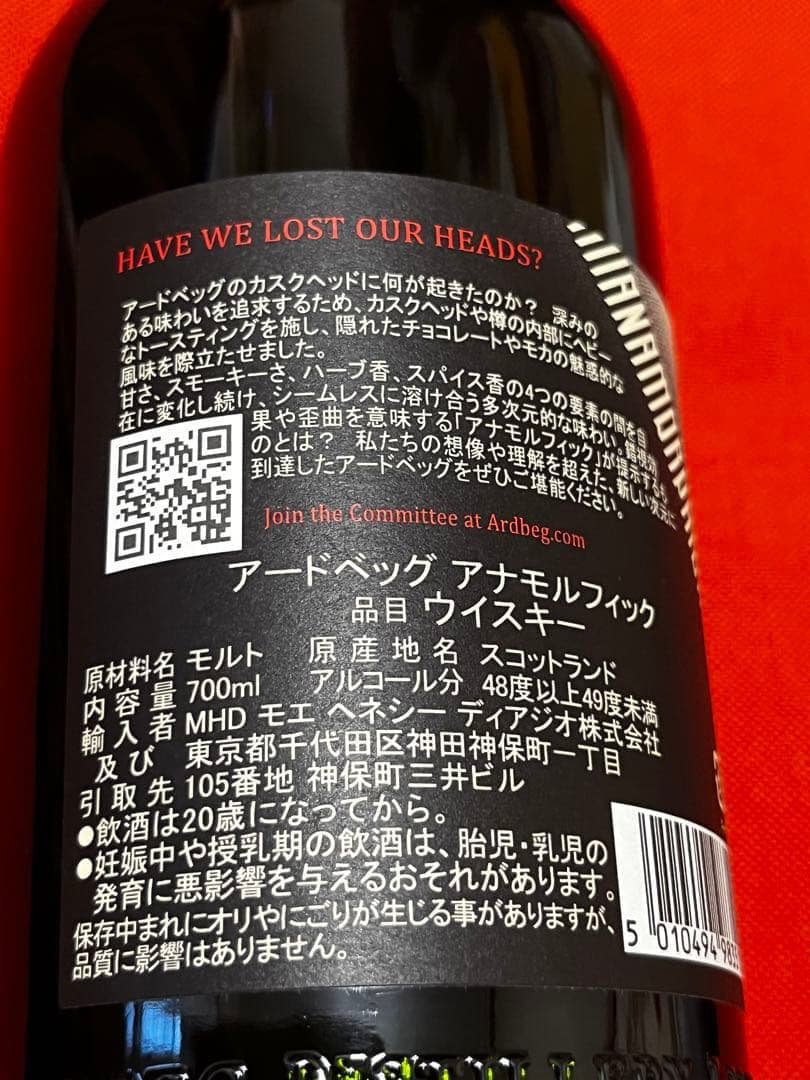 HAVE WE LOST OUR HEADS?
アードベッグのカスクヘッドに何が起きたのか？ 深みの
ある味わいを追求するため、カスクヘッドや樽の内部にヘビー
なトースティングを施し、隠れたチョコレートやモカの魅惑的な
風味を際立たせました。
甘さ、スモーキーさ、ハーブ香、スパイス香の4つの要素の間を自
在に変化し続け、シームレスに溶け合う多次元的な味わい。錯視効
果や歪曲を意味する「アナモルフィック」が提示するも
のとは？ 私たちの想像や理解を超えた、新しい次元に
到達したアードベッグをぜひご堪能ください。
Join the Committee at Ardbeg.com
アードベッグ アナモルフィック
品目 ウイスキー
原材料名 モルト 原産地名 スコットランド
内容量 700ml アルコール分 48度以上49度未満
輸入者 MHD モエ ヘネシー ディアジオ株式会社
及び 東京都千代田区神田神保町一丁目
引取先 105番地 神保町三井ビル
●飲酒は20歳になってから。
●妊娠中や授乳期の飲酒は、胎児・乳児の
発育に悪影響を与えるおそれがあります。
保存中まれにオリやにごりが生じる事がありますが、
品質に影響はありません。
5 010494